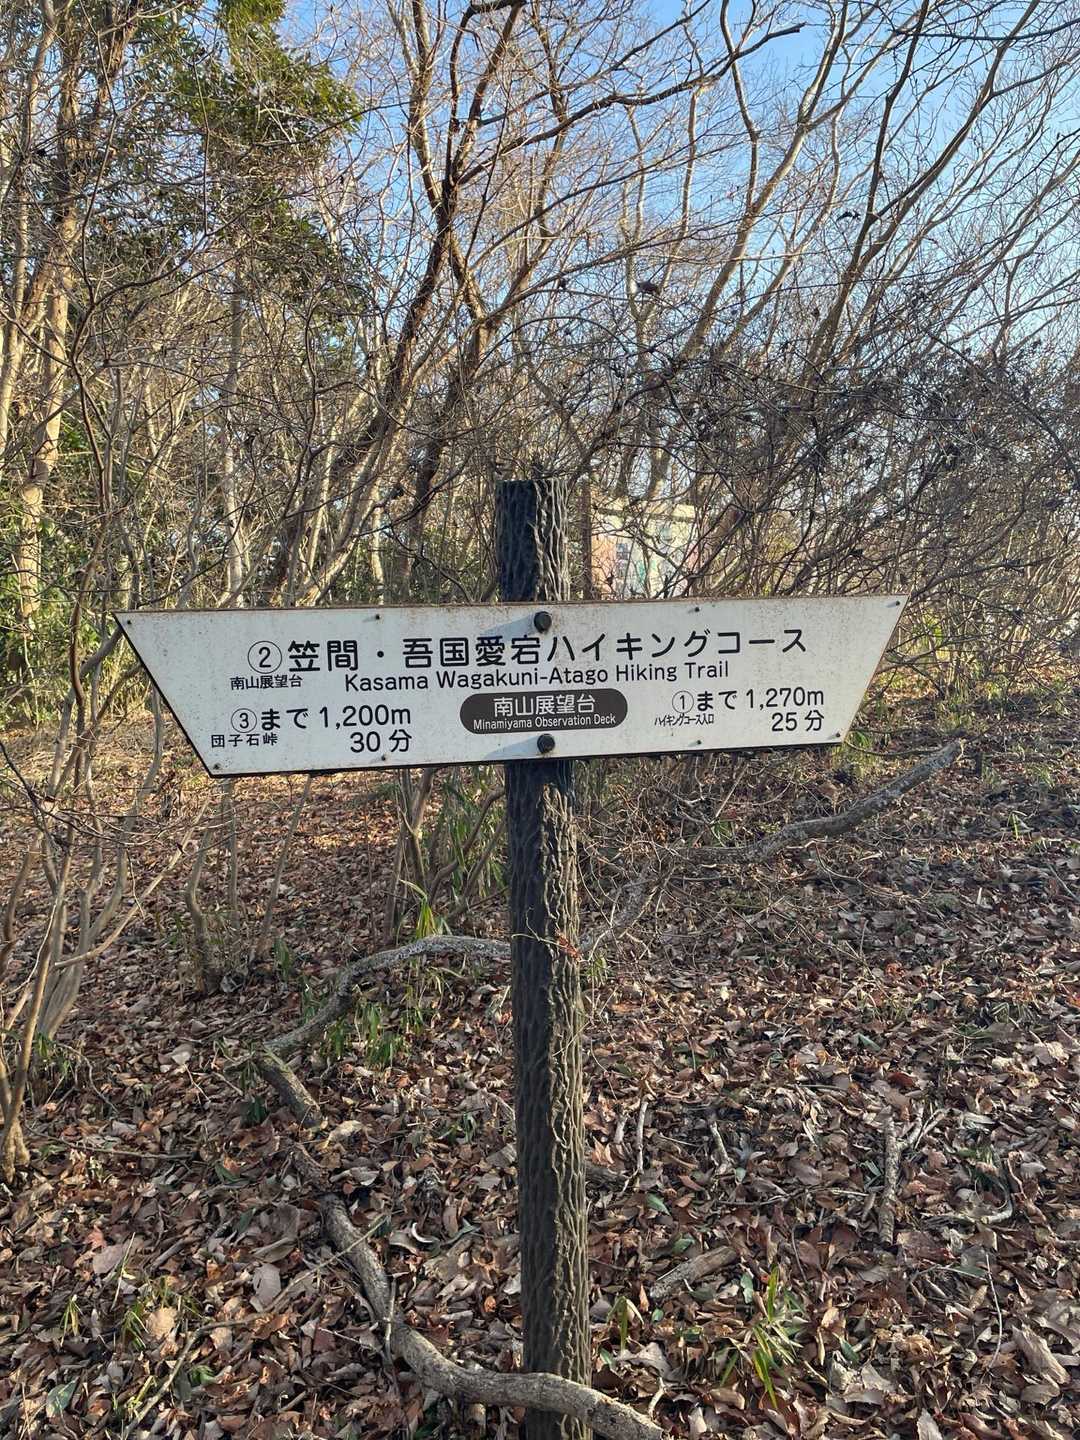 ②笠間・吾国愛宕ハイキングコース
南山展望台
Kasama Wagakuni-Atago Hiking Trail
南山展望台
Minamiyama Observation Deck
③まで 1,200m
団子石峠
30分
①まで 1,270m
ハイキングコース入口
25分